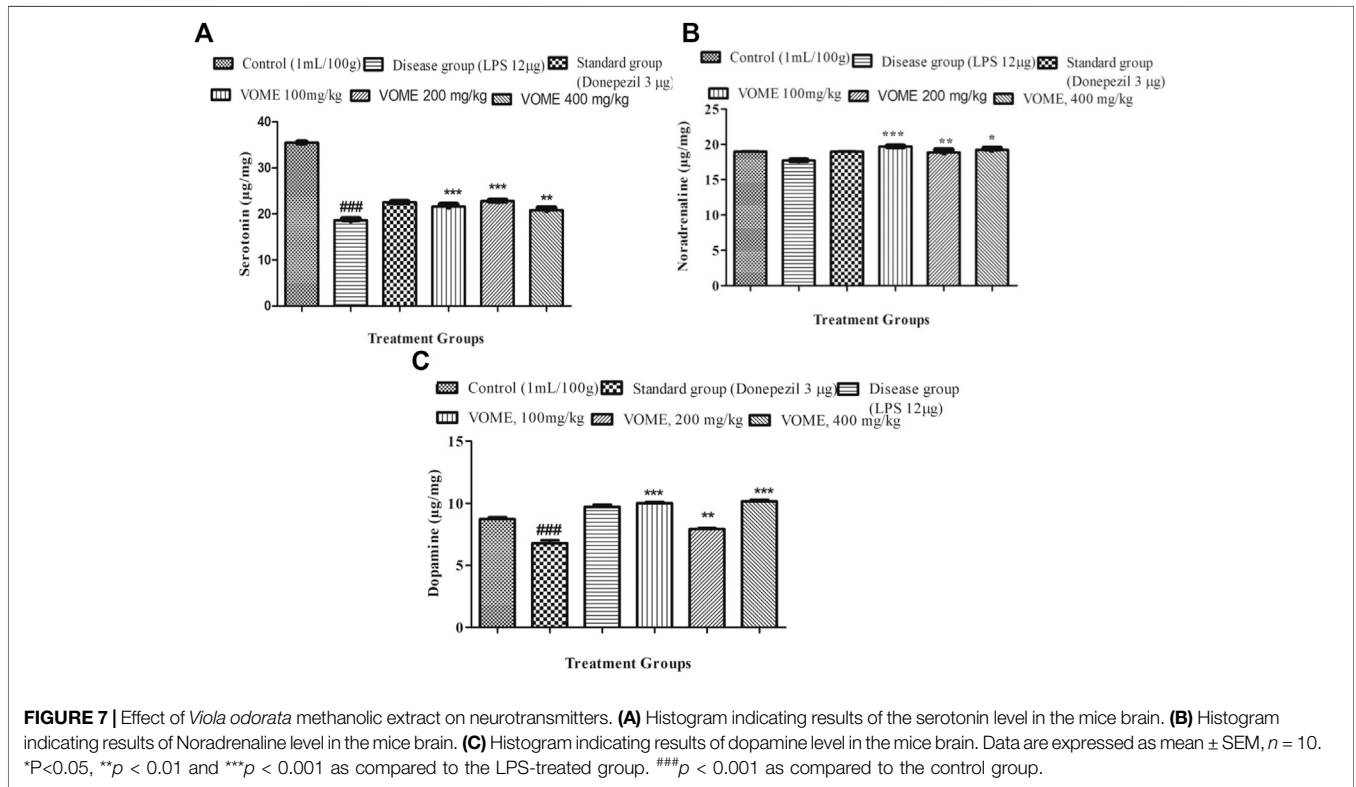 A
Control (1mL/100g) Disease group (LPS 12µg) Standard group
(Donepezil 3 µg)
VOME 100mg/kg VOME 200 mg/kg VOME 400 mg/kg
40
30
20
10
0
Serotonin (µg/mg)
###
***
***
**
Treatment Groups
B
Control (1mL/100g) Disease group (LPS 12µg) Standard group
(Donepezil 3 µg)
VOME 100mg/kg VOME 200 mg/kg VOME, 400 mg/kg
25
20
15
10
5
0
Noradrenaline (µg/mg)
***
**
*
Treatment Groups
C
Control (1mL/100g) Standard group (Donepezil 3 µg) Disease group
(LPS 12µg)
VOME, 100mg/kg VOME, 200 mg/kg VOME, 400 mg/kg
15
10
5
0
Dopamine (µg/mg)
###
***
**
***
Treatment Groups
FIGURE 7 | Effect of Viola odorata methanolic extract on neurotransmitters. (A) Histogram indicating results of the serotonin level in the mice brain. (B) Histogram
indicating results of Noradrenaline level in the mice brain. (C) Histogram indicating results of dopamine level in the mice brain. Data are expressed as mean ± SEM, n = 10.
*P<0.05, **p < 0.01 and ***p < 0.001 as compared to the LPS-treated group. ###p < 0.001 as compared to the control group.